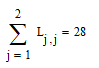 2
∑ L_{j,j} = 28
j = 1